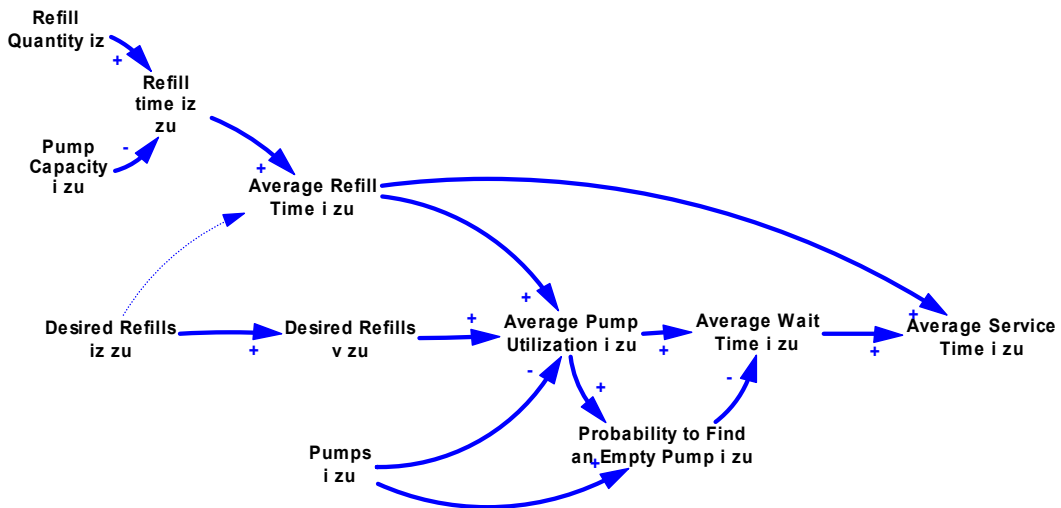 Refill
Quantity iz
+
Refill
time iz
zu
-
Pump
Capacity
i zu
+
Average Refill
Time i zu
Desired Refills
iz zu
+
Desired Refills
v zu
+
+
Average Pump
Utilization i zu
-
+
+
Average Wait
Time i zu
-
+
+
Average Service
Time i zu
Probability to Find
an Empty Pump i zu
+
Pumps
i zu